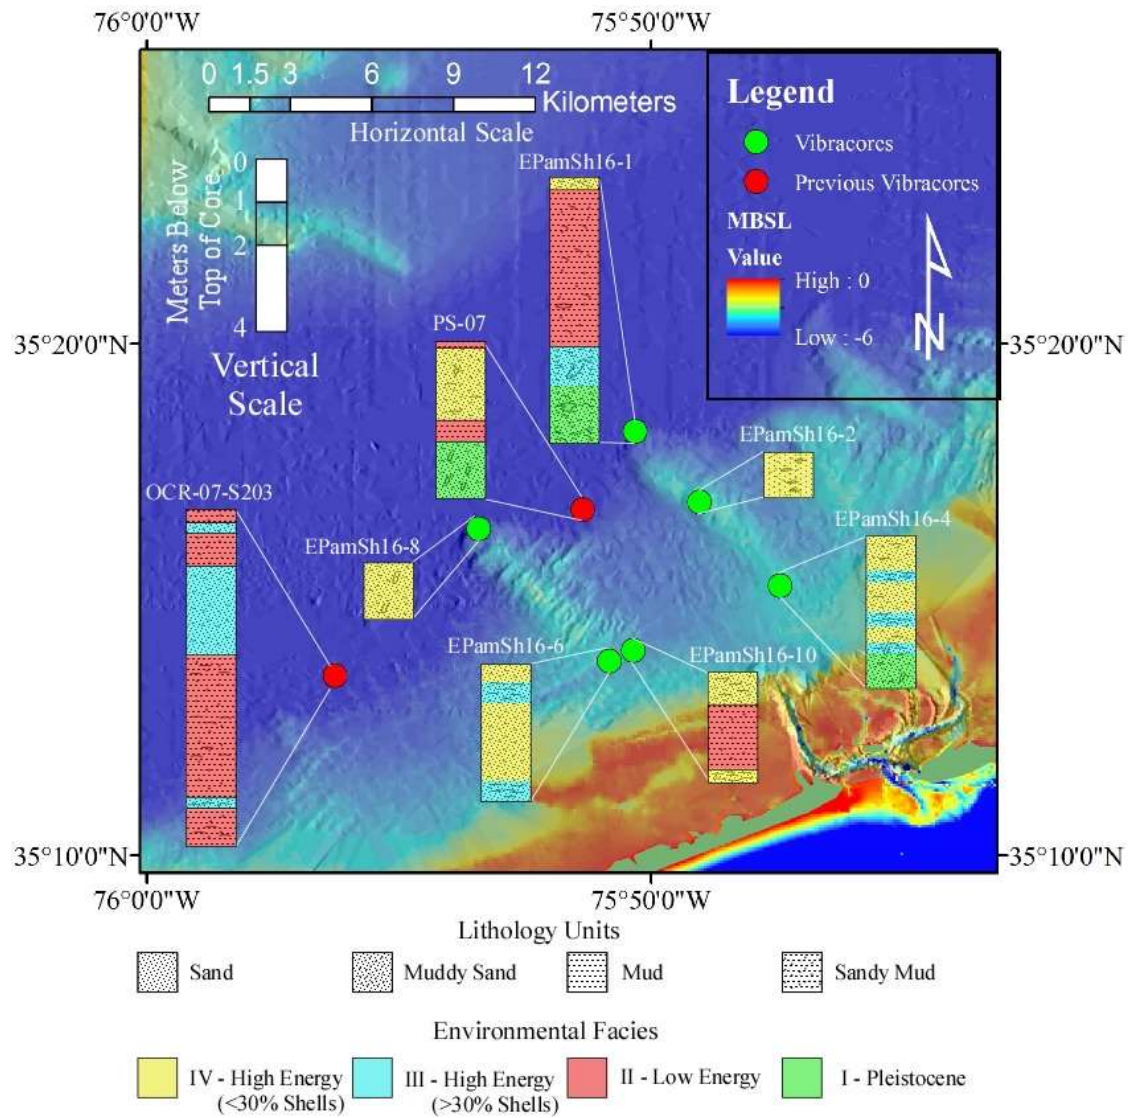 76°0'0"W 75°50'0"W
0 1.5 3 6 9 12
Kilometers
Horizontal Scale
Legend
Vibracores
Previous Vibracores
MBSL
Value
High : 0
Low : -6
N
Meters Below
Top of Core
0
1
2
4
Vertical
Scale
EPamSh16-1
PS-07
35°20'0"N 35°20'0"N
EPamSh16-2
OCR-07-S203
EPamSh16-4
EPamSh16-8
EPamSh16-6
EPamSh16-10
35°10'0"N 35°10'0"N
76°0'0"W 75°50'0"W
Lithology Units
Sand Muddy Sand Mud Sandy Mud
Environmental Facies
IV - High Energy
(<30% Shells)
III - High Energy
(>30% Shells)
II - Low Energy
I - Pleistocene